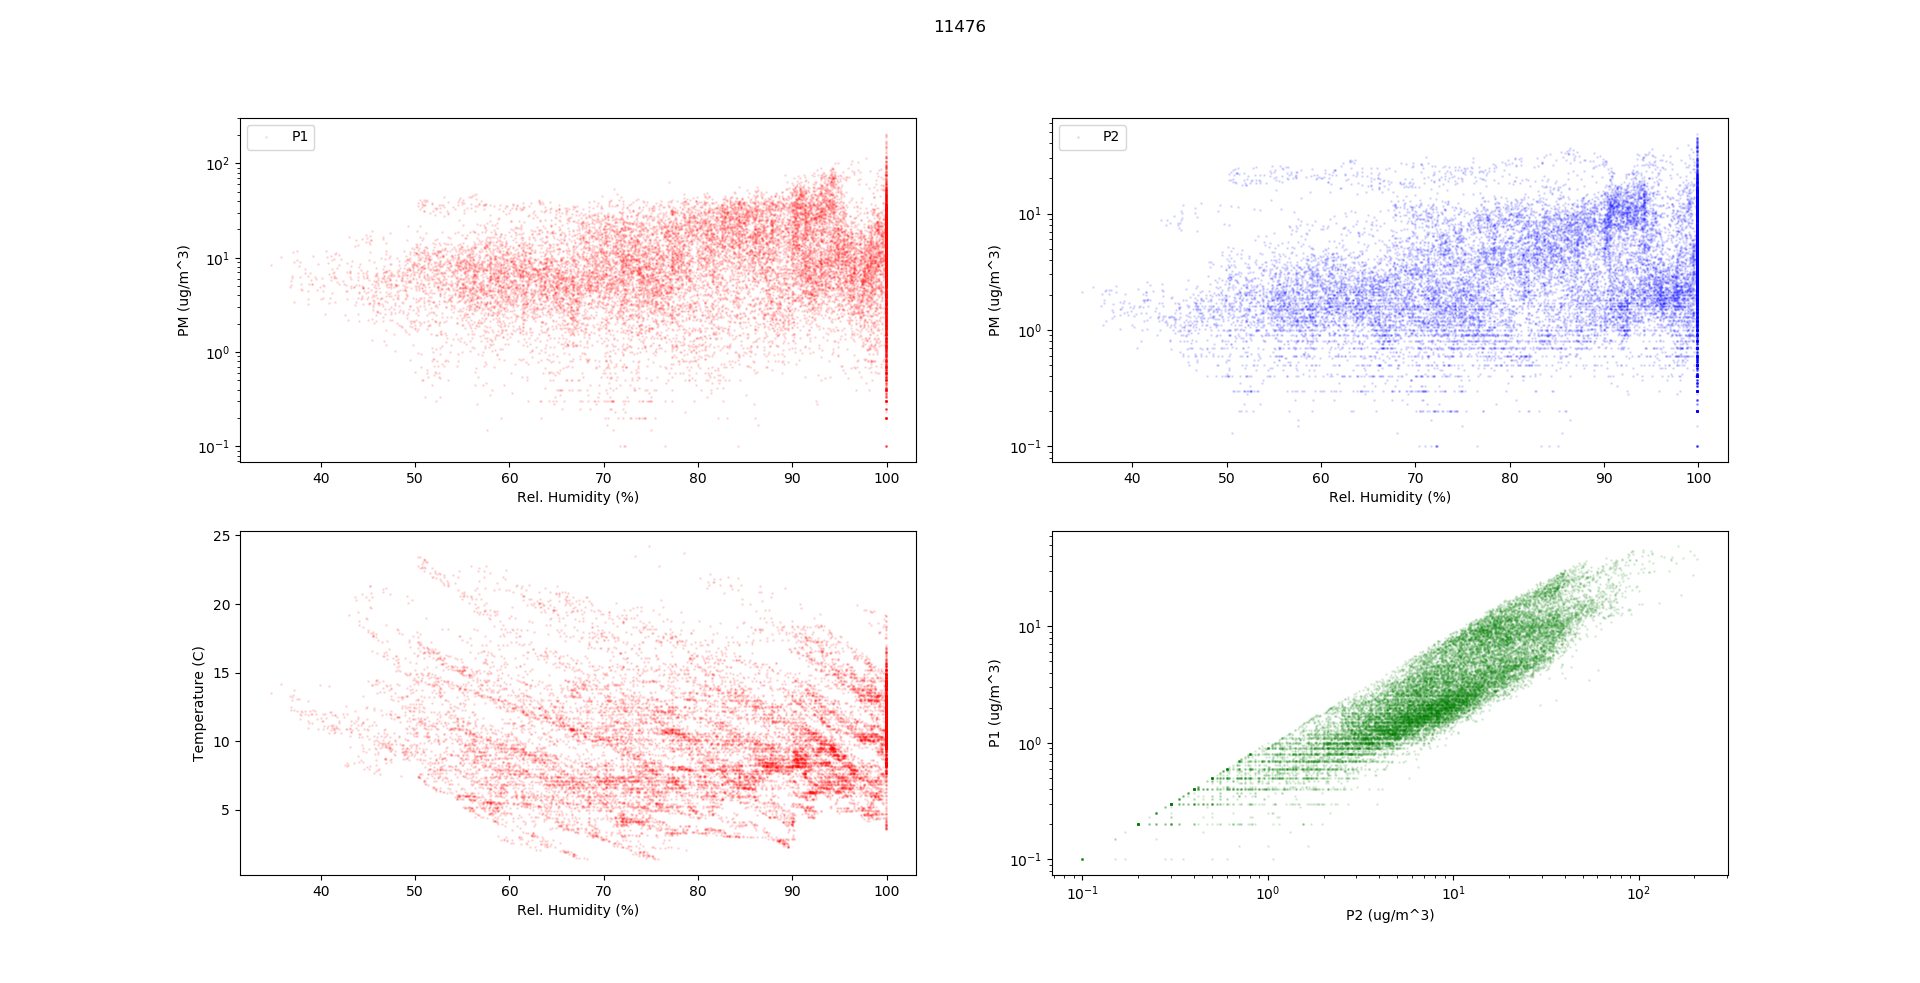 11476
P1
10^2
10^1
10^0
10^-1
PM (ug/m^3)
40 50 60 70 80 90 100
Rel. Humidity (%)
P2
10^1
10^0
10^-1
PM (ug/m^3)
40 50 60 70 80 90 100
Rel. Humidity (%)
25
20
15
10
5
Temperature (C)
40 50 60 70 80 90 100
Rel. Humidity (%)
10^1
10^0
10^-1
P1 (ug/m^3)
10^-1 10^0 10^1 10^2
P2 (ug/m^3)